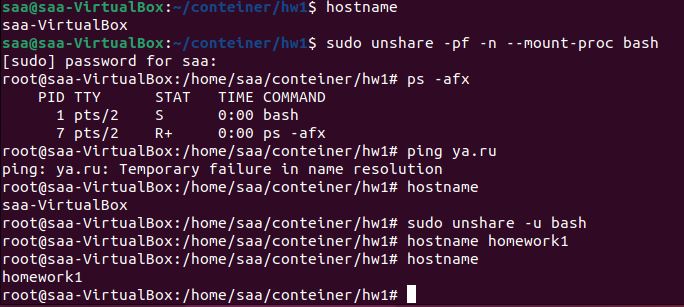 saa@saa-VirtualBox:~/conteiner/hw1$ hostname
saa-VirtualBox
saa@saa-VirtualBox:~/conteiner/hw1$ sudo unshare -pf -n --mount-proc bash
[sudo] password for saa:
root@saa-VirtualBox:/home/saa/conteiner/hw1# ps -afx
    PID TTY      STAT   TIME COMMAND
      1 pts/2    S      0:00 bash
      7 pts/2    R+     0:00 ps -afx
root@saa-VirtualBox:/home/saa/conteiner/hw1# ping ya.ru
ping: ya.ru: Temporary failure in name resolution
root@saa-VirtualBox:/home/saa/conteiner/hw1# hostname
saa-VirtualBox
root@saa-VirtualBox:/home/saa/conteiner/hw1# sudo unshare -u bash
root@saa-VirtualBox:/home/saa/conteiner/hw1# hostname homework1
root@saa-VirtualBox:/home/saa/conteiner/hw1# hostname
homework1
root@saa-VirtualBox:/home/saa/conteiner/hw1#